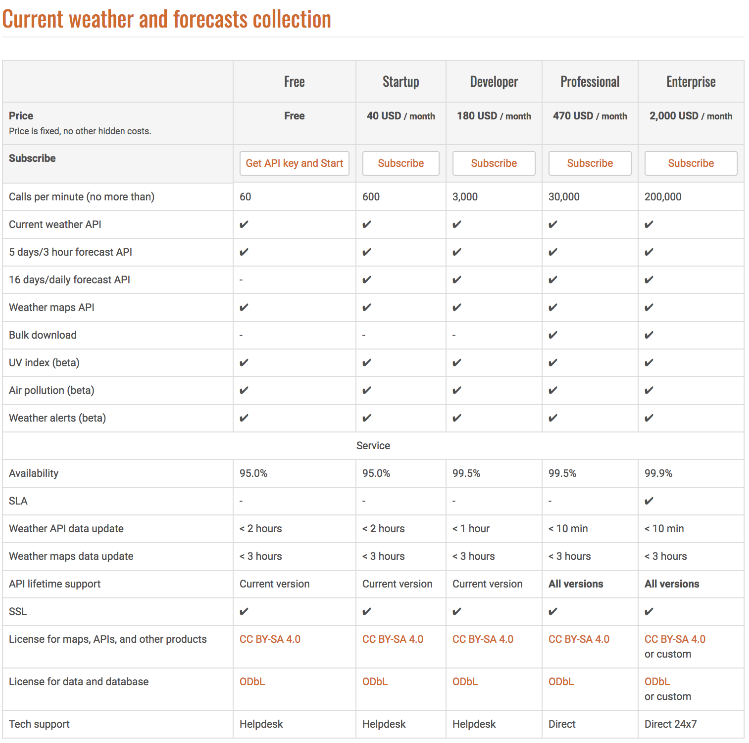 Current weather and forecasts collection
Free Startup Developer Professional Enterprise
Price Free 40 USD / month 180 USD / month 470 USD / month 2,000 USD / month
Price is fixed, no other hidden costs.
Subscribe Get API key and Start Subscribe Subscribe Subscribe Subscribe
Calls per minute (no more than) 60 600 3,000 30,000 200,000
Current weather API ✔ ✔ ✔ ✔ ✔
5 days/3 hour forecast API ✔ ✔ ✔ ✔ ✔
16 days/daily forecast API - ✔ ✔ ✔ ✔
Weather maps API ✔ ✔ ✔ ✔ ✔
Bulk download - - - ✔ ✔
UV index (beta) ✔ ✔ ✔ ✔ ✔
Air pollution (beta) ✔ ✔ ✔ ✔ ✔
Weather alerts (beta) ✔ ✔ ✔ ✔ ✔
Service
Availability 95.0% 95.0% 99.5% 99.5% 99.9%
SLA - - - - ✔
Weather API data update < 2 hours < 2 hours < 1 hour < 10 min < 10 min
Weather maps data update < 3 hours < 3 hours < 3 hours < 3 hours < 3 hours
API lifetime support Current version Current version Current version All versions All versions
SSL ✔ ✔ ✔ ✔ ✔
License for maps, APIs, and other products CC BY-SA 4.0 CC BY-SA 4.0 CC BY-SA 4.0 CC BY-SA 4.0 CC BY-SA 4.0
or custom
License for data and database ODbL ODbL ODbL ODbL ODbL
or custom
Tech support Helpdesk Helpdesk Helpdesk Direct Direct 24x7